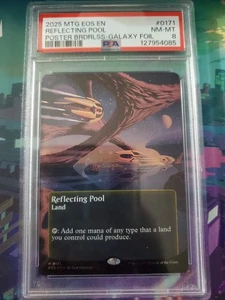 2025 MTG EOS EN #0171
REFLECTING POOL NM-MT
POSTER BRDRLSS-GALAXY FOIL 8
PSA 127954085
Reflecting Pool
Land
: Add one mana of any type that a land
you control could produce.